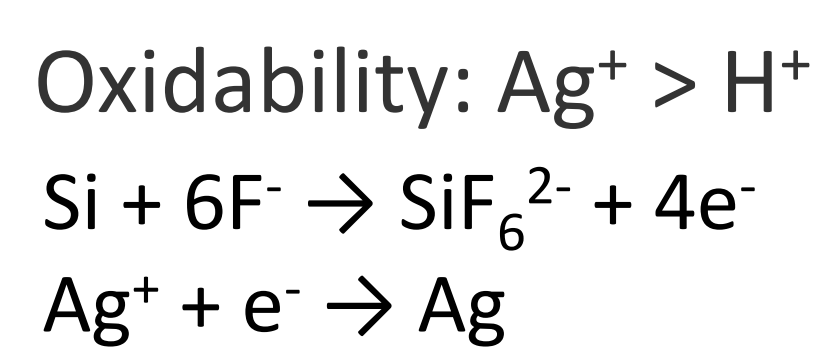 Oxidability: Ag⁺ > H⁺
Si + 6F⁻ → SiF₆²⁻ + 4e⁻
Ag⁺ + e⁻ → Ag